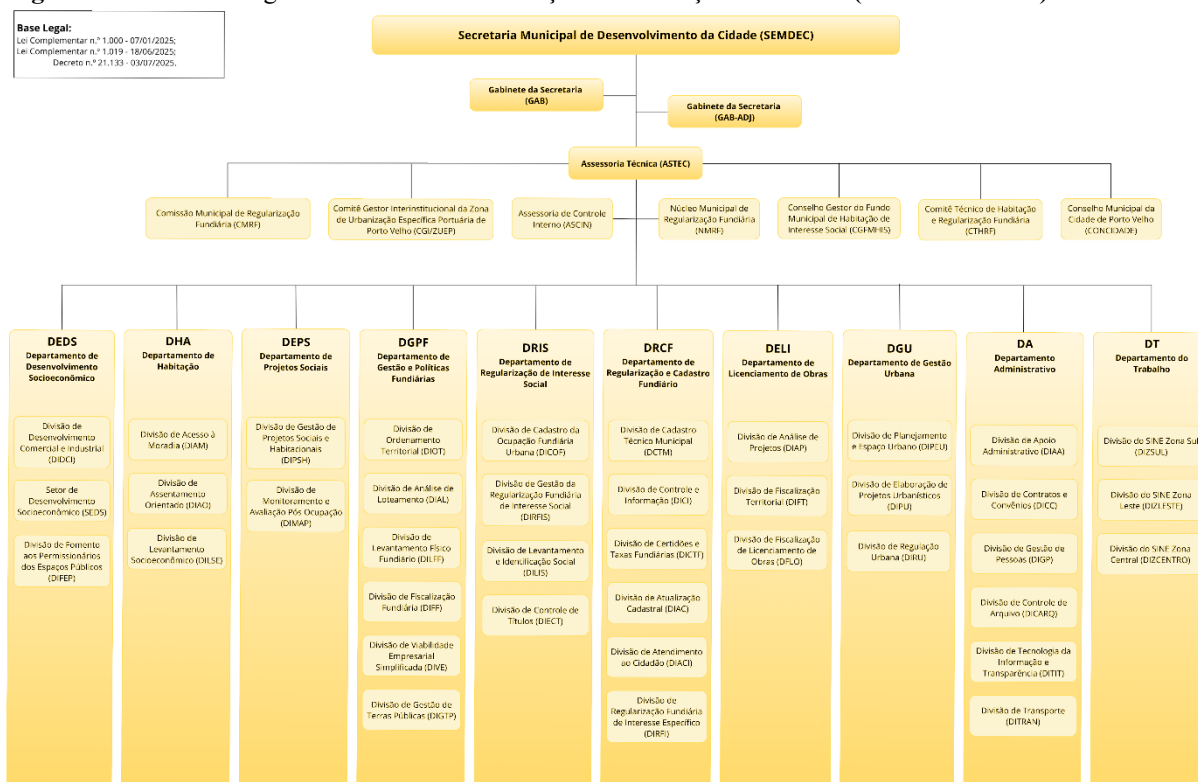 Base Legal:
Lei Complementar n.º 1.000 - 07/01/2025;
Lei Complementar n.º 1.019 - 18/06/2025;
Decreto n.º 21.133 - 03/07/2025.
Secretaria Municipal de Desenvolvimento da Cidade (SEMDEC)
Gabinete da Secretaria
(GAB)
Gabinete da Secretaria
(GAB-ADJ)
Assessoria Técnica (ASTEC)
Comissão Municipal de Regularização
Fundiária (CMRF)
Comitê Gestor Interinstitucional da Zona
de Urbanização Específica Portuária de
Porto Velho (CGI/ZUEP)
Assessoria de Controle
Interno (ASCIN)
Núcleo Municipal de
Regularização Fundiária
(NMRF)
Conselho Gestor do Fundo
Municipal de Habitação de
Interesse Social (CGFMHIS)
Comitê Técnico de Habitação
e Regularização Fundiária
(CTHRF)
Conselho Municipal da
Cidade de Porto Velho
(CONCIDADE)
DEDS
Departamento de
Desenvolvimento
Socioeconômico
Divisão de
Desenvolvimento
Comercial e Industrial
(DIDCI)
Setor de
Desenvolvimento
Socioeconômico (SEDS)
Divisão de Fomento
aos Permissionários
dos Espaços Públicos
(DIFEP)
DHA
Departamento de
Habitação
Divisão de Acesso à
Moradia (DIAM)
Divisão de
Assentamento
Orientado (DIAO)
Divisão de
Levantamento
Socioeconômico (DILSE)
DEPS
Departamento de
Projetos Sociais
Divisão de Gestão de
Projetos Sociais e
Habitacionais
(DIPSH)
Divisão de
Monitoramento e
Avaliação Pós Ocupação
(DIMAP)
DGPF
Departamento de
Gestão e Políticas
Fundiárias
Divisão de
Ordenamento
Territorial (DIOT)
Divisão de Análise de
Loteamento (DIAL)
Divisão de
Levantamento Físico
Fundiário (DILFF)
Divisão de Fiscalização
Fundiária (DIFF)
Divisão de Viabilidade
Empresarial
Simplificada (DIVE)
Divisão de Gestão de
Terras Públicas (DIGTP)
DRIS
Departamento de
Regularização de Interesse
Social
Divisão de Cadastro da
Ocupação Fundiária
Urbana (DICOF)
Divisão de Gestão da
Regularização Fundiária
de Interesse Social
(DIRFIS)
Divisão de Levantamento
e Identificação Social
(DILIS)
Divisão de Controle de
Títulos (DIECT)
DRCF
Departamento de
Regularização e Cadastro
Fundiário
Divisão de Cadastro
Técnico Municipal
(DCTM)
Divisão de Controle e
Informação (DICI)
Divisão de Certidões e
Taxas Fundiárias (DICTF)
Divisão de Atualização
Cadastral (DIAC)
Divisão de Atendimento
ao Cidadão (DIACI)
Divisão de
Regularização Fundiária
de Interesse Específico
(DIRFI)
DELI
Departamento de
Licenciamento de Obras
Divisão de Análise de
Projetos (DIAP)
Divisão de Fiscalização
Territorial (DIFT)
Divisão de Fiscalização
de Licenciamento de
Obras (DFLO)
DGU
Departamento de Gestão
Urbana
Divisão de Planejamento
e Espaço Urbano (DIPEU)
Divisão de Elaboração de
Projetos Urbanísticos
(DIPU)
Divisão de Regulação
Urbana (DIRU)
DA
Departamento
Administrativo
Divisão de Apoio
Administrativo (DIAA)
Divisão de Contratos e
Convênios (DICC)
Divisão de Gestão de
Pessoas (DIGP)
Divisão de Controle de
Arquivo (DICARQ)
Divisão de Tecnologia da
Informação e
Transparência (DITIT)
Divisão de Transporte
(DITRAN)
DT
Departamento do
Trabalho
Divisão do SINE Zona Sul
(DIZSUL)
Divisão do SINE Zona
Leste (DIZLESTE)
Divisão do SINE Zona
Central (DIZCENTRO)